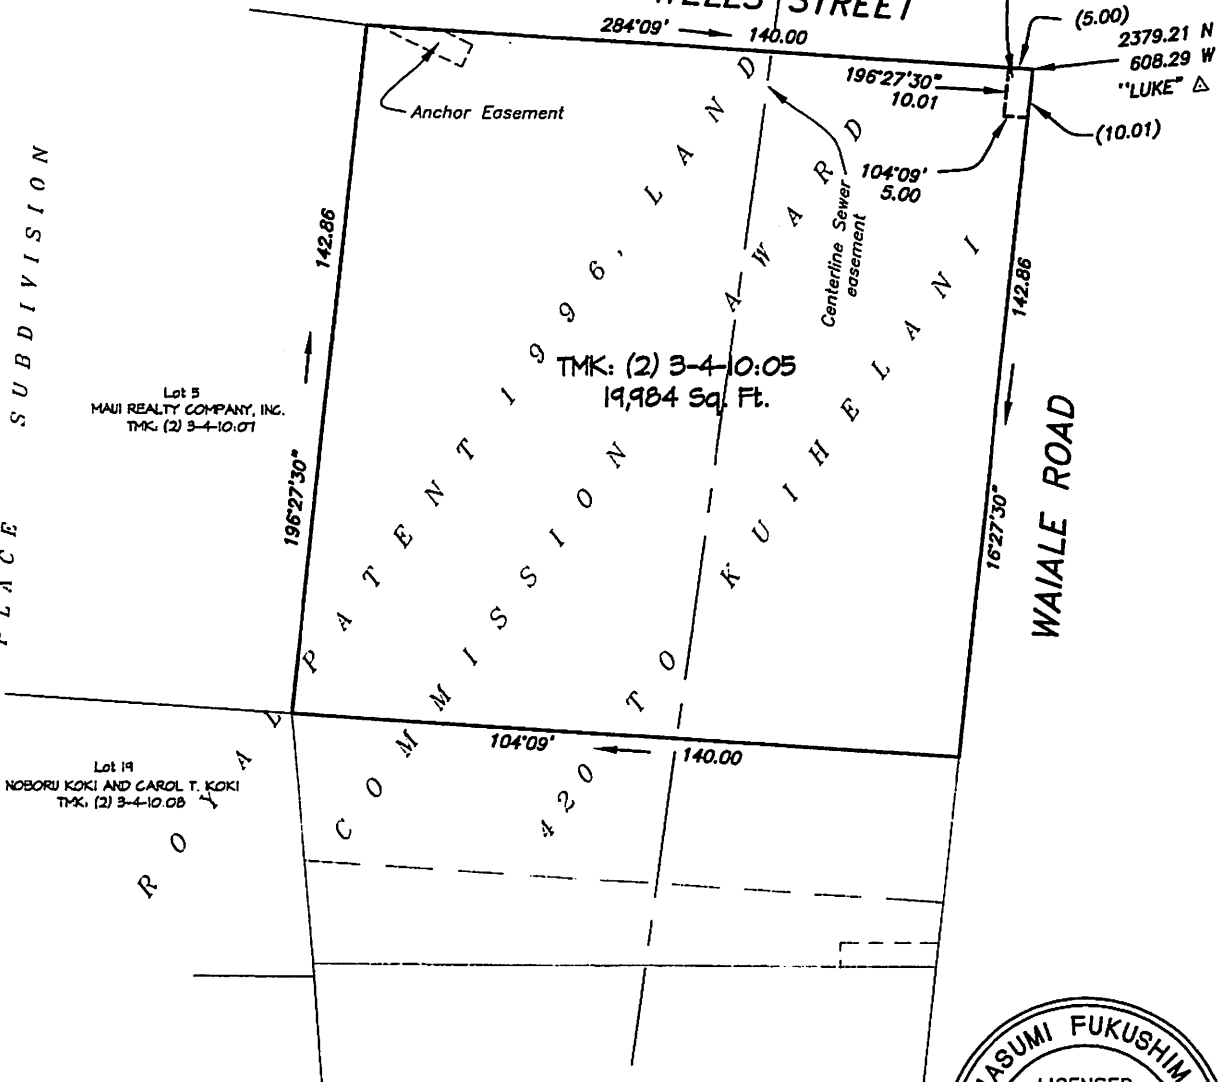 WELLS STREET
284°09' 140.00
(5.00)
2379.21 N
608.29 W
"LUKE"
196°27'30"
10.01
(10.01)
104°09'
5.00
Anchor Easement
Centerline Sewer
easement
142.86
196°27'30"
142.86
16°27'30"
WAIALE ROAD
PLACE SUBDIVISION
TMK: (2) 3-4-10:05
19,984 Sq. Ft.
Lot 5
MAUI REALTY COMPANY, INC.
TMK: (2) 3-4-10:07
ROYAL PATENT 1996, LAND
COMMISSION AWARD
420 TO KUIHELANI
104°09' 140.00
Lot 19
NOBORU KOKI AND CAROL T. KOKI
TMK: (2) 3-4-10:08
MASUMI FUKUSHIM
LICENSED